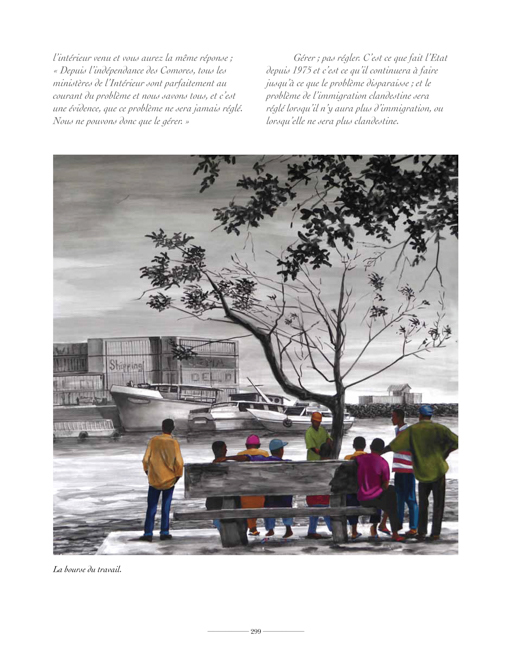 l'intérieur venu et vous aurez la même réponse ;
« Depuis l'indépendance des Comores, tous les
ministères de l'Intérieur sont parfaitement au
courant du problème et nous savons tous, et c'est
une évidence, que ce problème ne sera jamais réglé.
Nous ne pouvons donc que le gérer. »
Gérer ; pas régler. C'est ce que fait l'Etat
depuis 1975 et c'est ce qu'il continuera à faire
jusqu'à ce que le problème disparaisse ; et le
problème de l'immigration clandestine sera
réglé lorsqu'il n'y aura plus d'immigration, ou
lorsqu'elle ne sera plus clandestine.
Shipping
La bourse du travail.
299